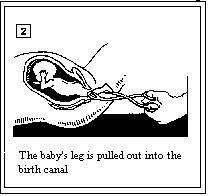 2
The baby's leg is pulled out into the
birth canal